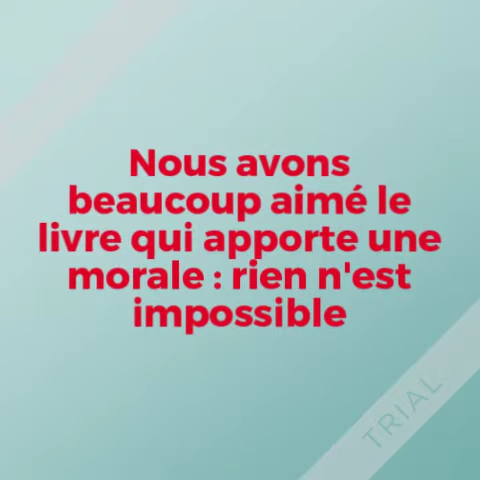 Nous avons
beaucoup aimé le
livre qui apporte une
morale : rien n'est
impossible
TRIAL